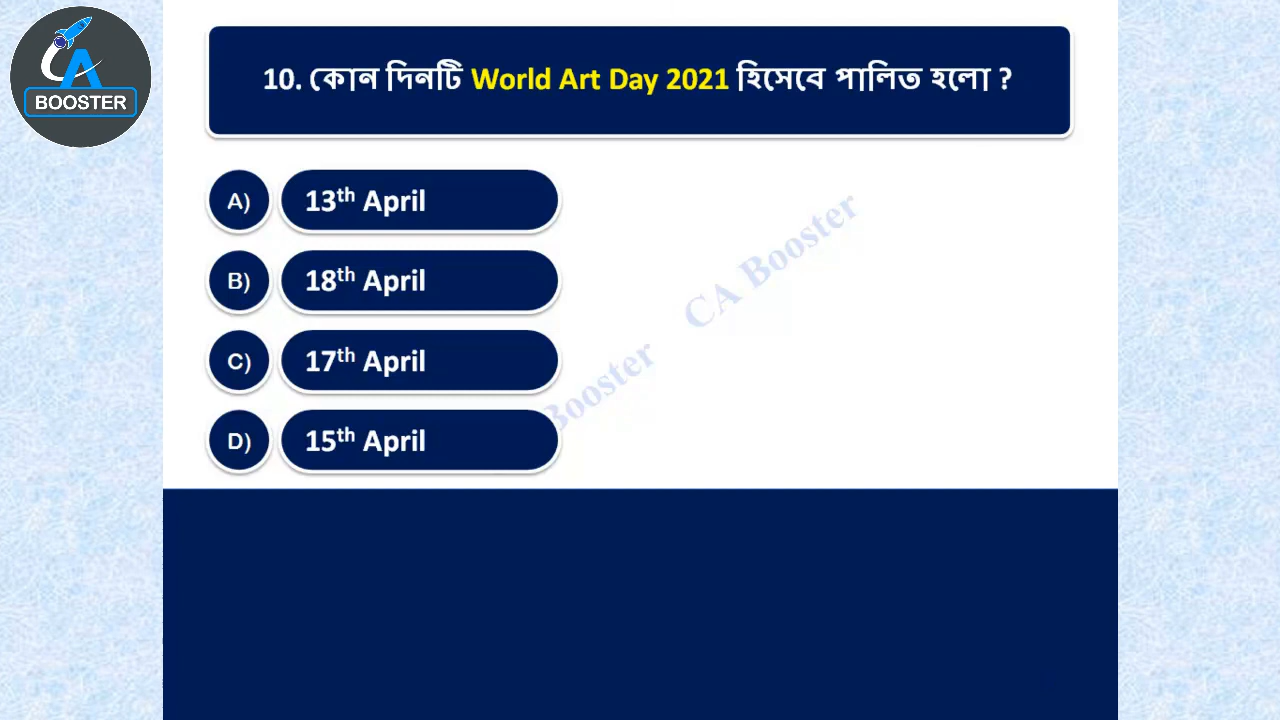 CA
BOOSTER
10. কোন দিনটি World Art Day 2021 হিসেবে পালিত হলো ?
A) 13th April
B) 18th April
C) 17th April
D) 15th April
CA Booster
Booster